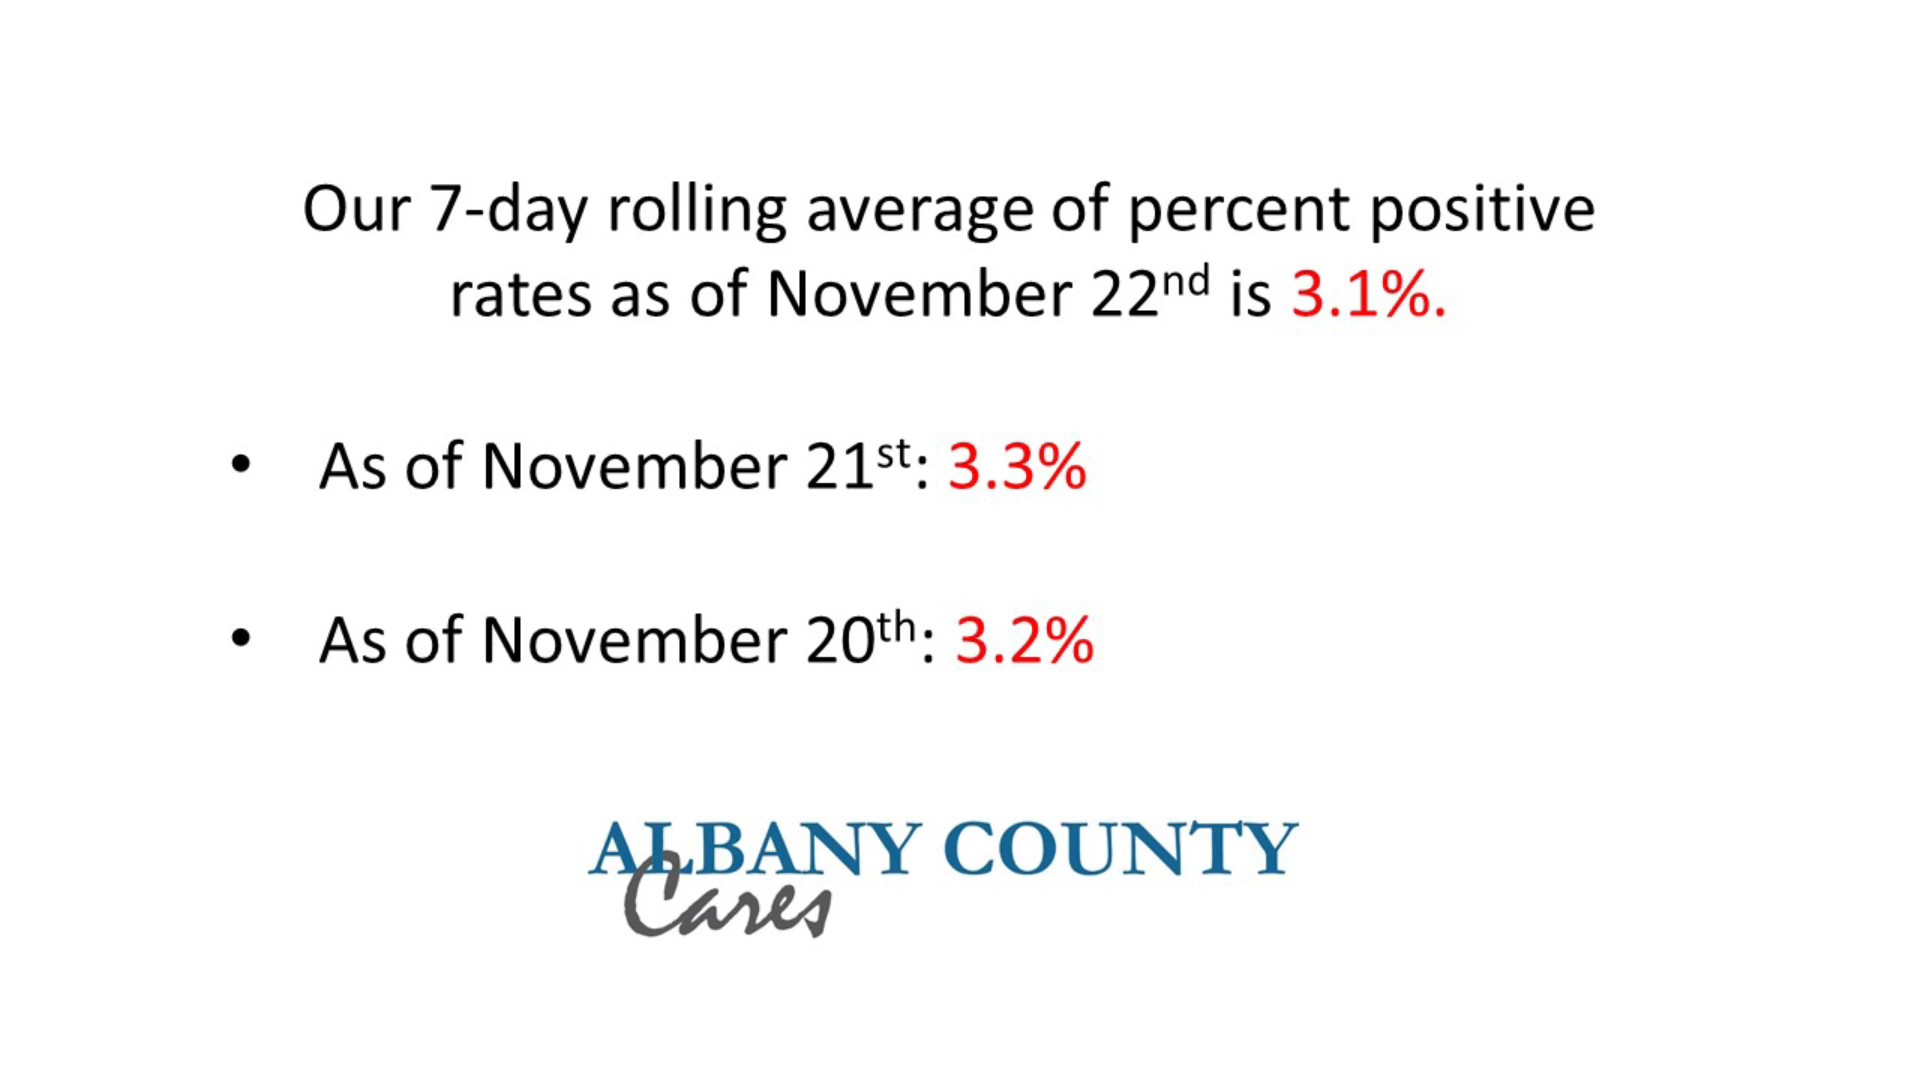 Our 7-day rolling average of percent positive
rates as of November 22nd is 3.1%.
• As of November 21st: 3.3%
• As of November 20th: 3.2%
ALBANY COUNTY
Cares